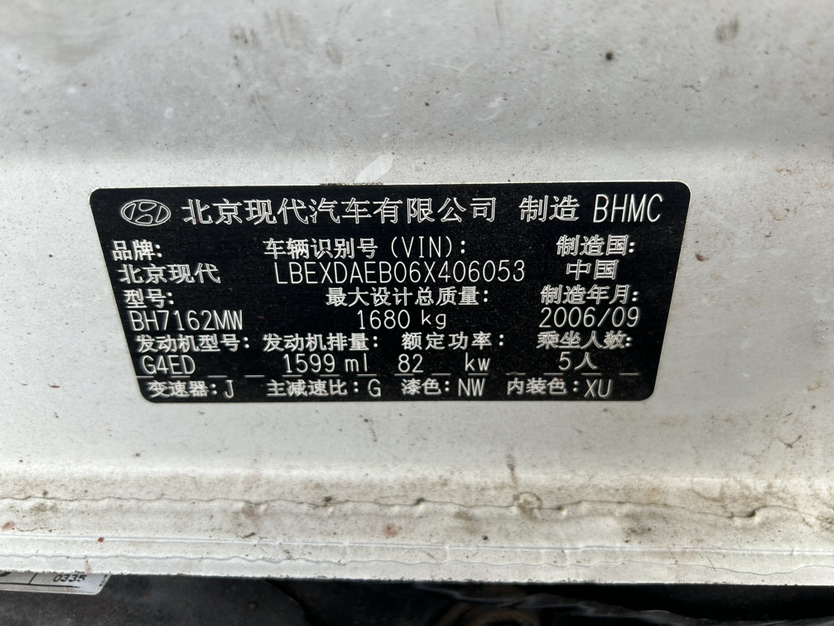 北京现代汽车有限公司 制造 BHMC
品牌: 车辆识别号(VIN): 制造国:
北京现代 LBEXDAEB06X406053 中国
型号: 最大设计总质量: 制造年月:
BH7162MW 1680 kg 2006/09
发动机型号: 发动机排量: 额定功率: 乘坐人数:
G4ED 1599 ml 82 kw 5人
变速器:J 主减速比:G 漆色:NW 内装色:XU
0335